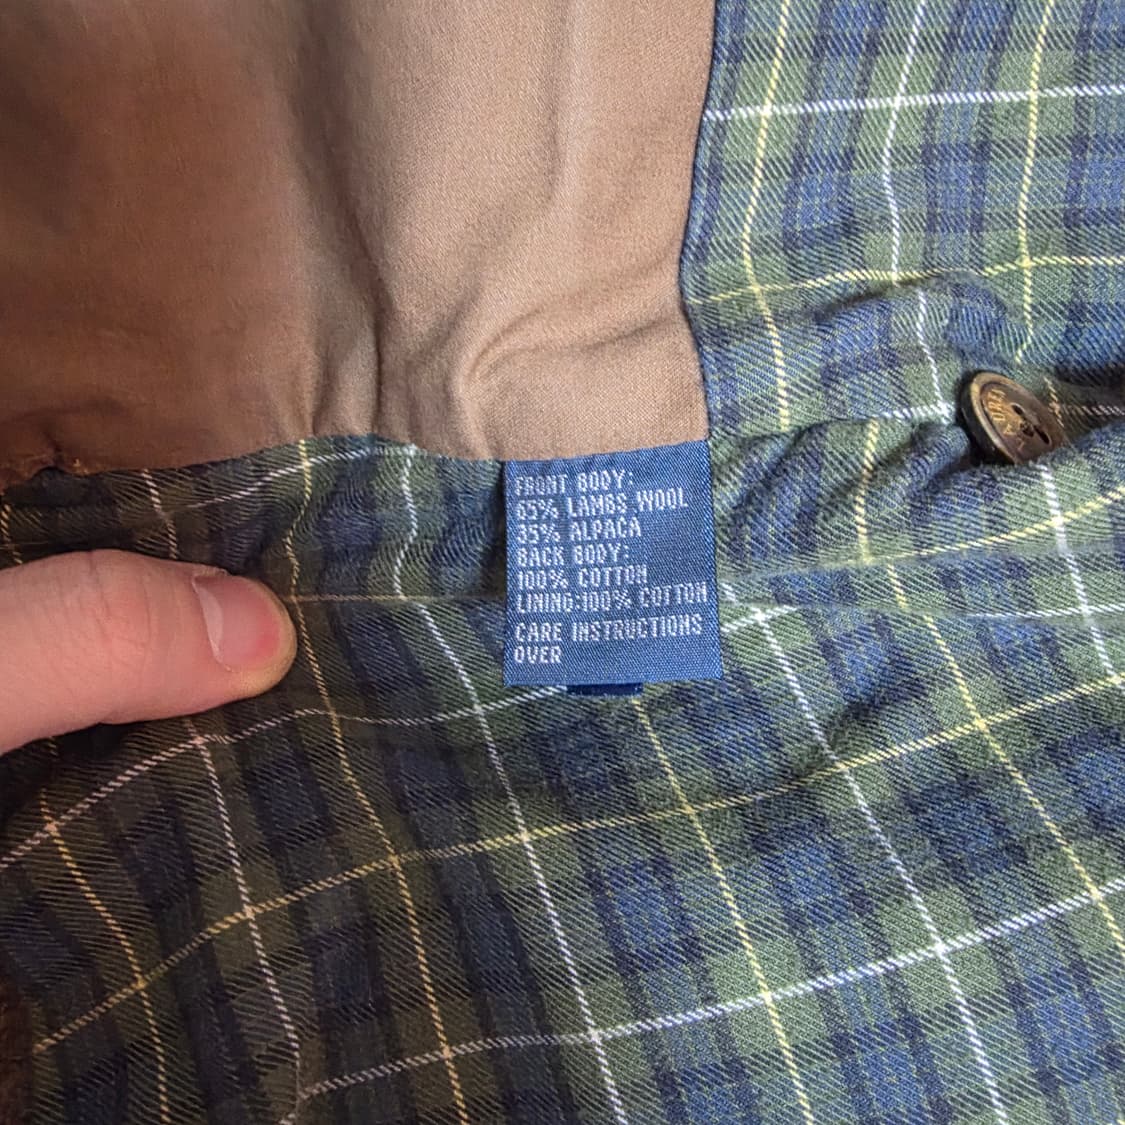 FRONT BODY:
65% LAMBS WOOL
35% ALPACA
BACK BODY:
100% COTTON
LINING:100% COTTON
CARE INSTRUCTIONS
OVER